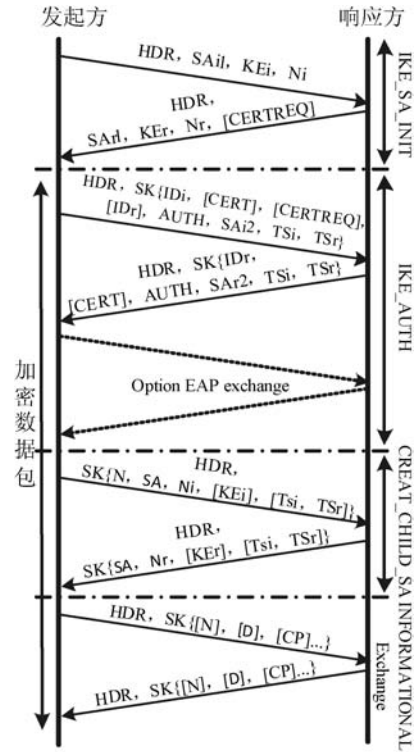 发起方
响应方
HDR，SAi1，KEi，Ni
HDR，
SAr1，KEr，Nr，[CERTREQ]
IKE_SA_INIT
HDR，SK{IDi，[CERT]，[CERTREQ]，
[IDr]，AUTH，SAi2，TSi，TSr}
HDR，SK{IDr，
[CERT]，AUTH，SAr2，TSi，TSr}
Option EAP exchange
IKE_AUTH
加密数据包
HDR，
SK{N，SA，Ni，[KEi]，[Tsi，TSr]}
HDR，
SK{SA，Nr，[KEr]，[Tsi，TSr]}
CREAT_CHILD_SA
HDR，SK{[N]，[D]，[CP]...}
HDR，SK{[N]，[D]，[CP]...}
INFORMATIONAL
Exchange